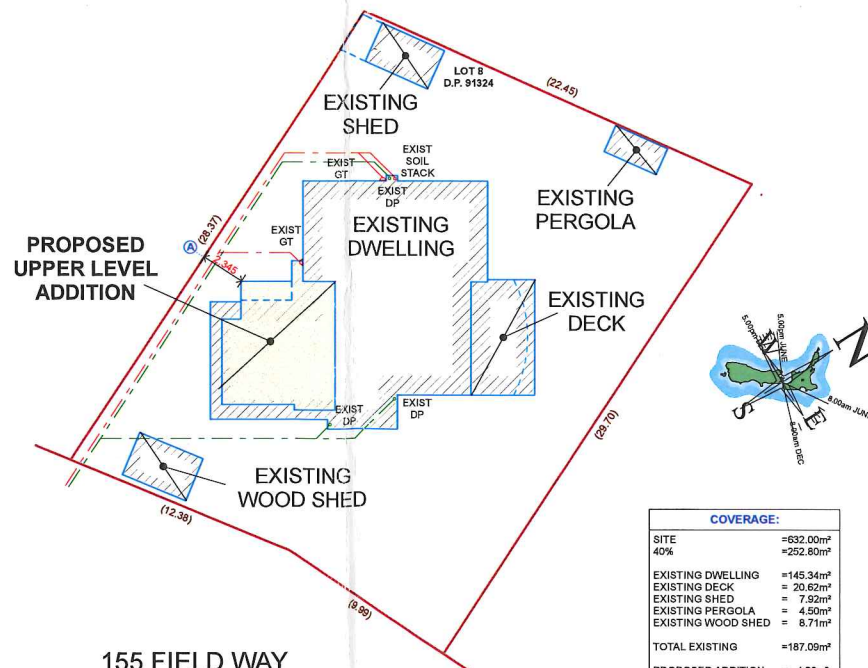 LOT B
D.P. 91324
(22.45)
EXISTING
SHED
EXIST
GT
EXIST
SOIL
STACK
EXIST
DP
EXISTING
PERGOLA
(28.37)
A
EXIST
GT
2.345
EXISTING
DWELLING
PROPOSED
UPPER LEVEL
ADDITION
EXISTING
DECK
EXIST
DP
EXIST
DP
EXISTING
WOOD SHED
(12.38)
(9.99)
(29.70)
5.00pm JUNE
N
W
S
E
8.00am DEC
COVERAGE:
SITE =632.00m²
40% =252.80m²
EXISTING DWELLING =145.34m²
EXISTING DECK = 20.62m²
EXISTING SHED = 7.92m²
EXISTING PERGOLA = 4.50m²
EXISTING WOOD SHED = 8.71m²
TOTAL EXISTING =187.09m²
155 FIELD WAY